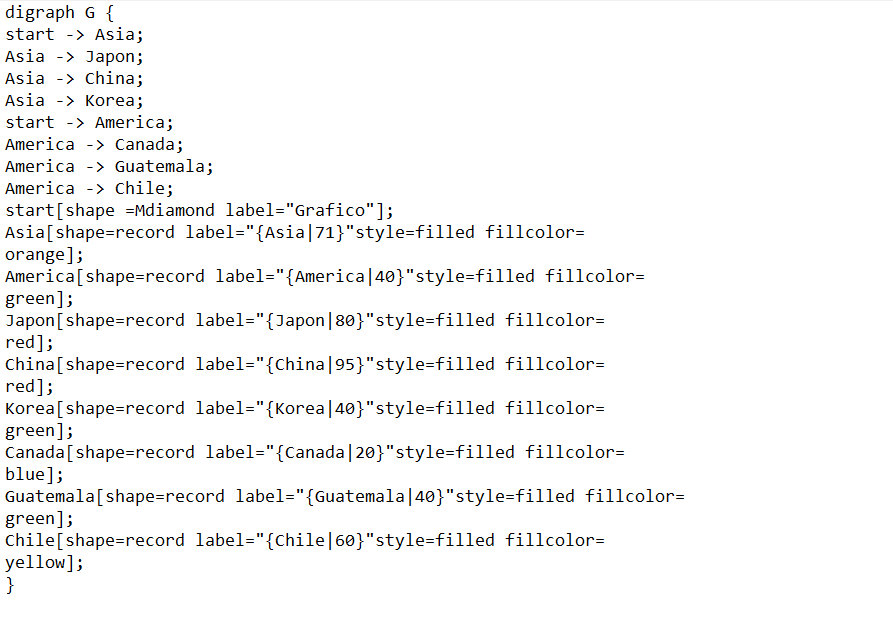 digraph G {
start -> Asia;
Asia -> Japon;
Asia -> China;
Asia -> Korea;
start -> America;
America -> Canada;
America -> Guatemala;
America -> Chile;
start[shape =Mdiamond label="Grafico"];
Asia[shape=record label="{Asia|71}"style=filled fillcolor=
orange];
America[shape=record label="{America|40}"style=filled fillcolor=
green];
Japon[shape=record label="{Japon|80}"style=filled fillcolor=
red];
China[shape=record label="{China|95}"style=filled fillcolor=
red];
Korea[shape=record label="{Korea|40}"style=filled fillcolor=
green];
Canada[shape=record label="{Canada|20}"style=filled fillcolor=
blue];
Guatemala[shape=record label="{Guatemala|40}"style=filled fillcolor=
green];
Chile[shape=record label="{Chile|60}"style=filled fillcolor=
yellow];
}